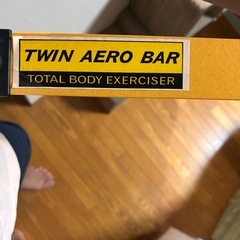 TWIN AERO BAR
TOTAL BODY EXERCISER